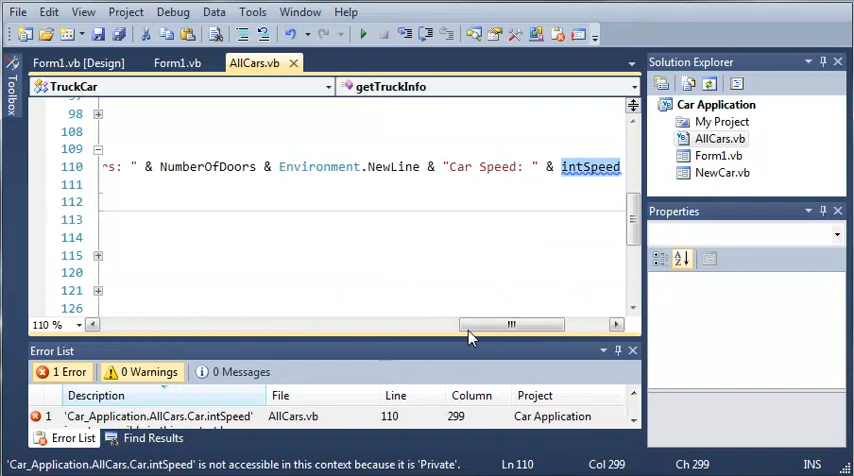 File Edit View Project Debug Data Tools Window Help
Form1.vb [Design] Form1.vb AllCars.vb
Toolbox
TruckCar getTruckInfo
98
108
109
110 s: " & NumberOfDoors & Environment.NewLine & "Car Speed: " & intSpeed
111
112
113
114
115
120
121
126
110 %
Solution Explorer
Car Application
My Project
AllCars.vb
Form1.vb
NewCar.vb
Properties
Error List
1 Error 0 Warnings 0 Messages
Description File Line Column Project
1 'Car_Application.AllCars.Car.intSpeed' AllCars.vb 110 299 Car Application
Error List Find Results
'Car_Application.AllCars.Car.intSpeed' is not accessible in this context because it is 'Private'. Ln 110 Col 299 Ch 299 INS